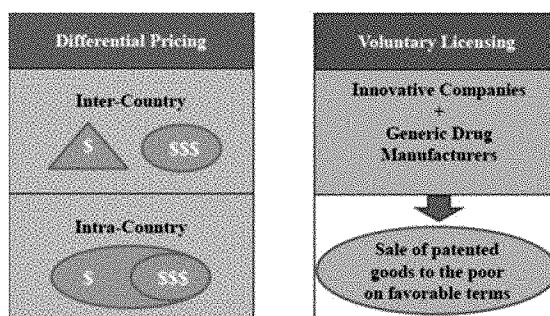 Differential Pricing
Inter-Country
$ $$$
Intra-Country
$ $$$
Voluntary Licensing
Innovative Companies
+
Generic Drug
Manufacturers
Sale of patented
goods to the poor
on favorable terms